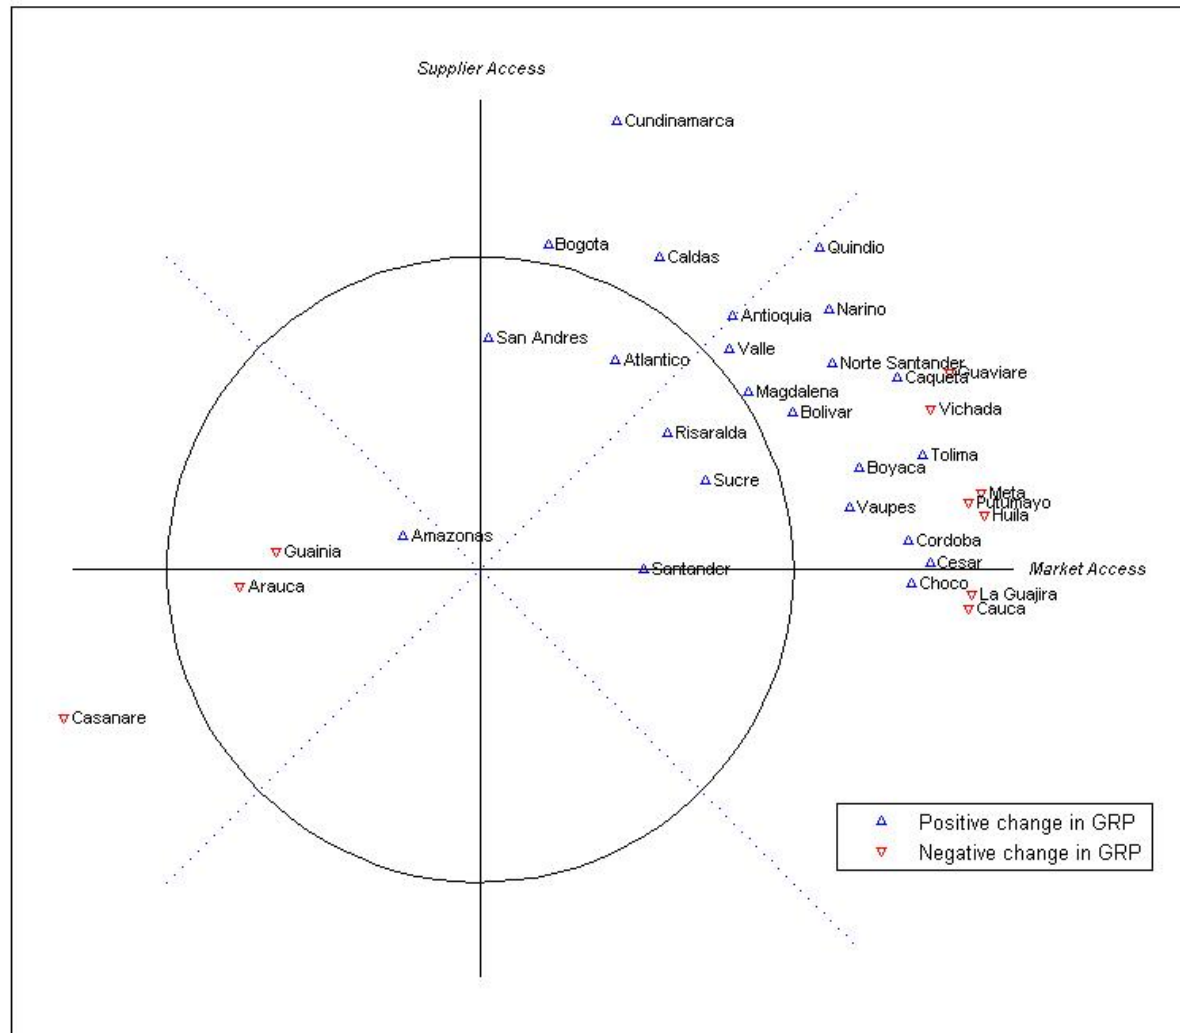 Supplier Access
Cundinamarca
Bogota
Quindio
Caldas
Narino
Antioquia
San Andres
Valle
Atlantico
Norte Santander
Guaviare
Caqueta
Magdalena
Vichada
Bolivar
Risaralda
Tolima
Boyaca
Sucre
Meta
Putumayo
Vaupes
Huila
Amazonas
Cordoba
Guainia
Cesar
Santander
Market Access
Choco
Arauca
La Guajira
Cauca
Casanare
Positive change in GRP
Negative change in GRP